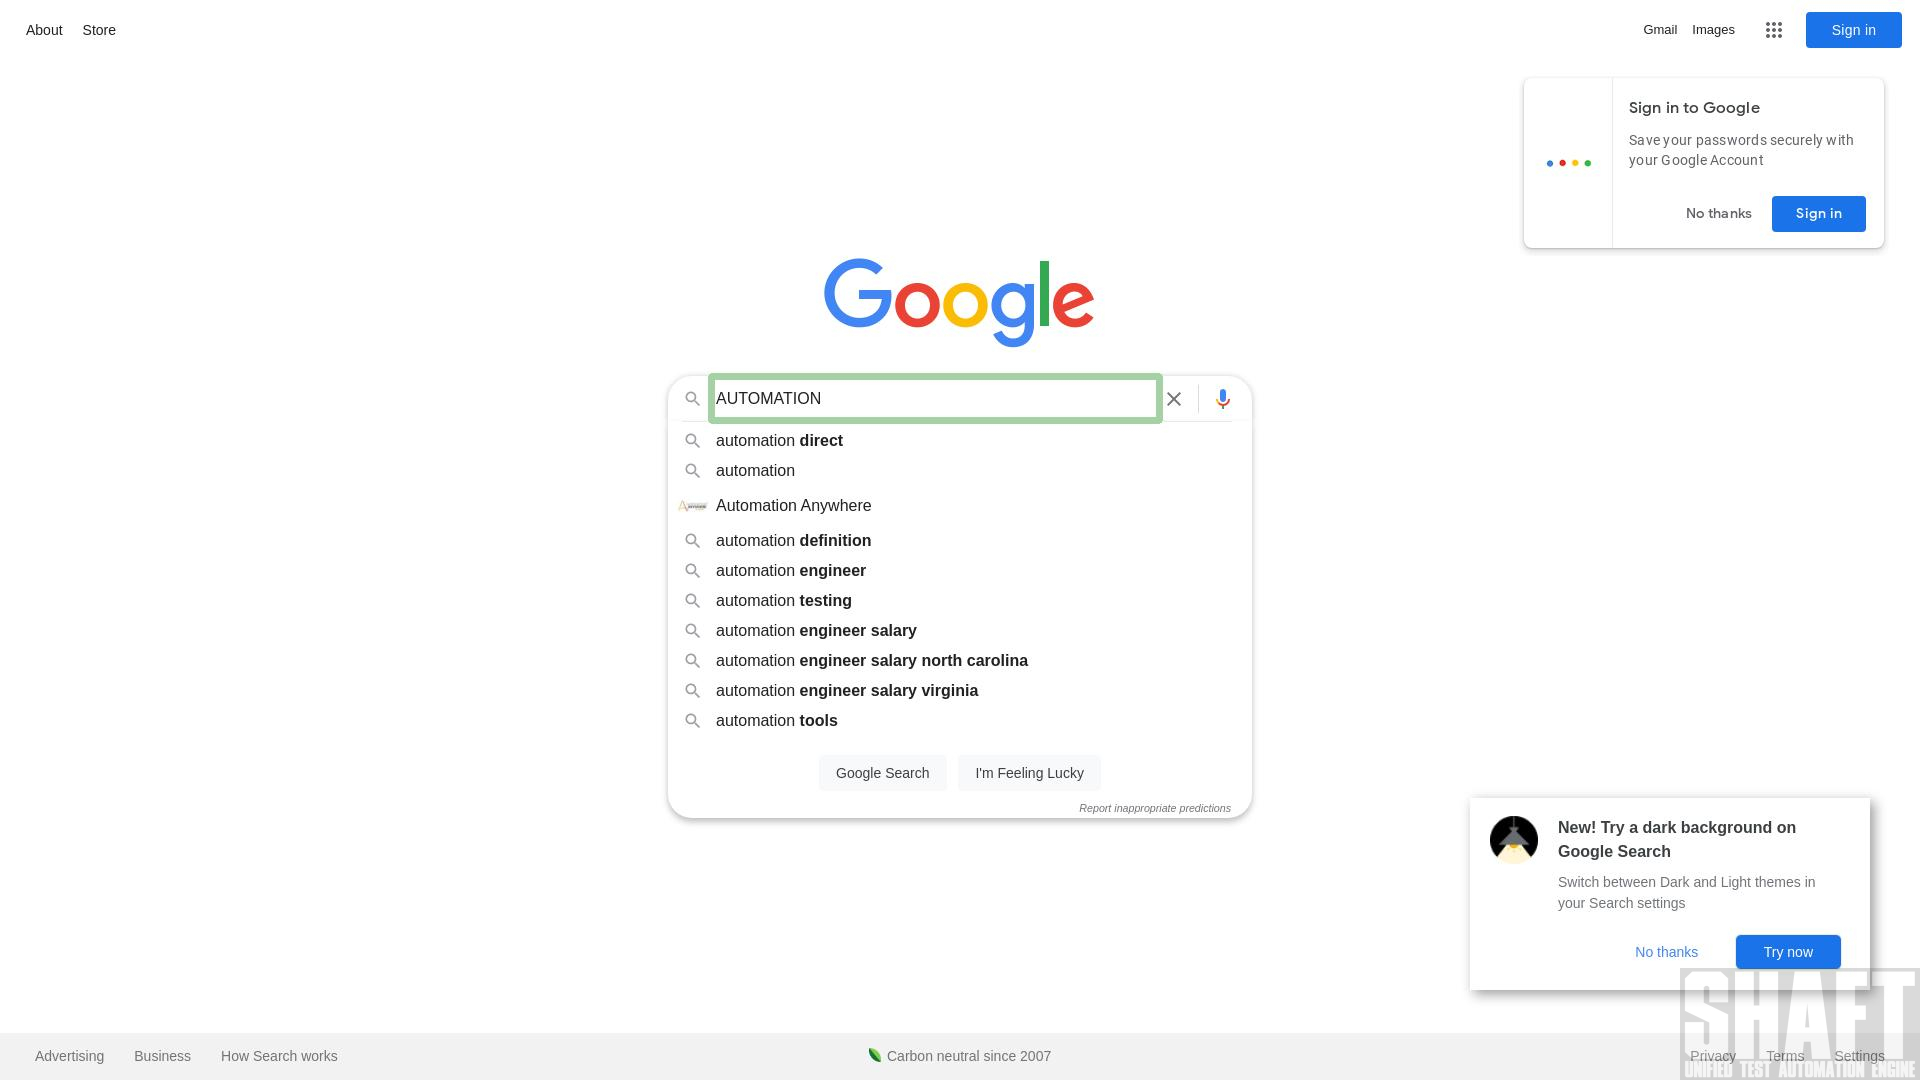 About Store
Gmail Images Sign in
Sign in to Google
Save your passwords securely with
your Google Account
No thanks Sign in
Google
AUTOMATION
automation direct
automation
Automation Anywhere
automation definition
automation engineer
automation testing
automation engineer salary
automation engineer salary north carolina
automation engineer salary virginia
automation tools
Google Search I'm Feeling Lucky
Report inappropriate predictions
New! Try a dark background on
Google Search
Switch between Dark and Light themes in
your Search settings
No thanks Try now
SHAFT
Advertising Business How Search works Carbon neutral since 2007 Privacy Terms Settings
UNIFIED TEST AUTOMATION ENGINE